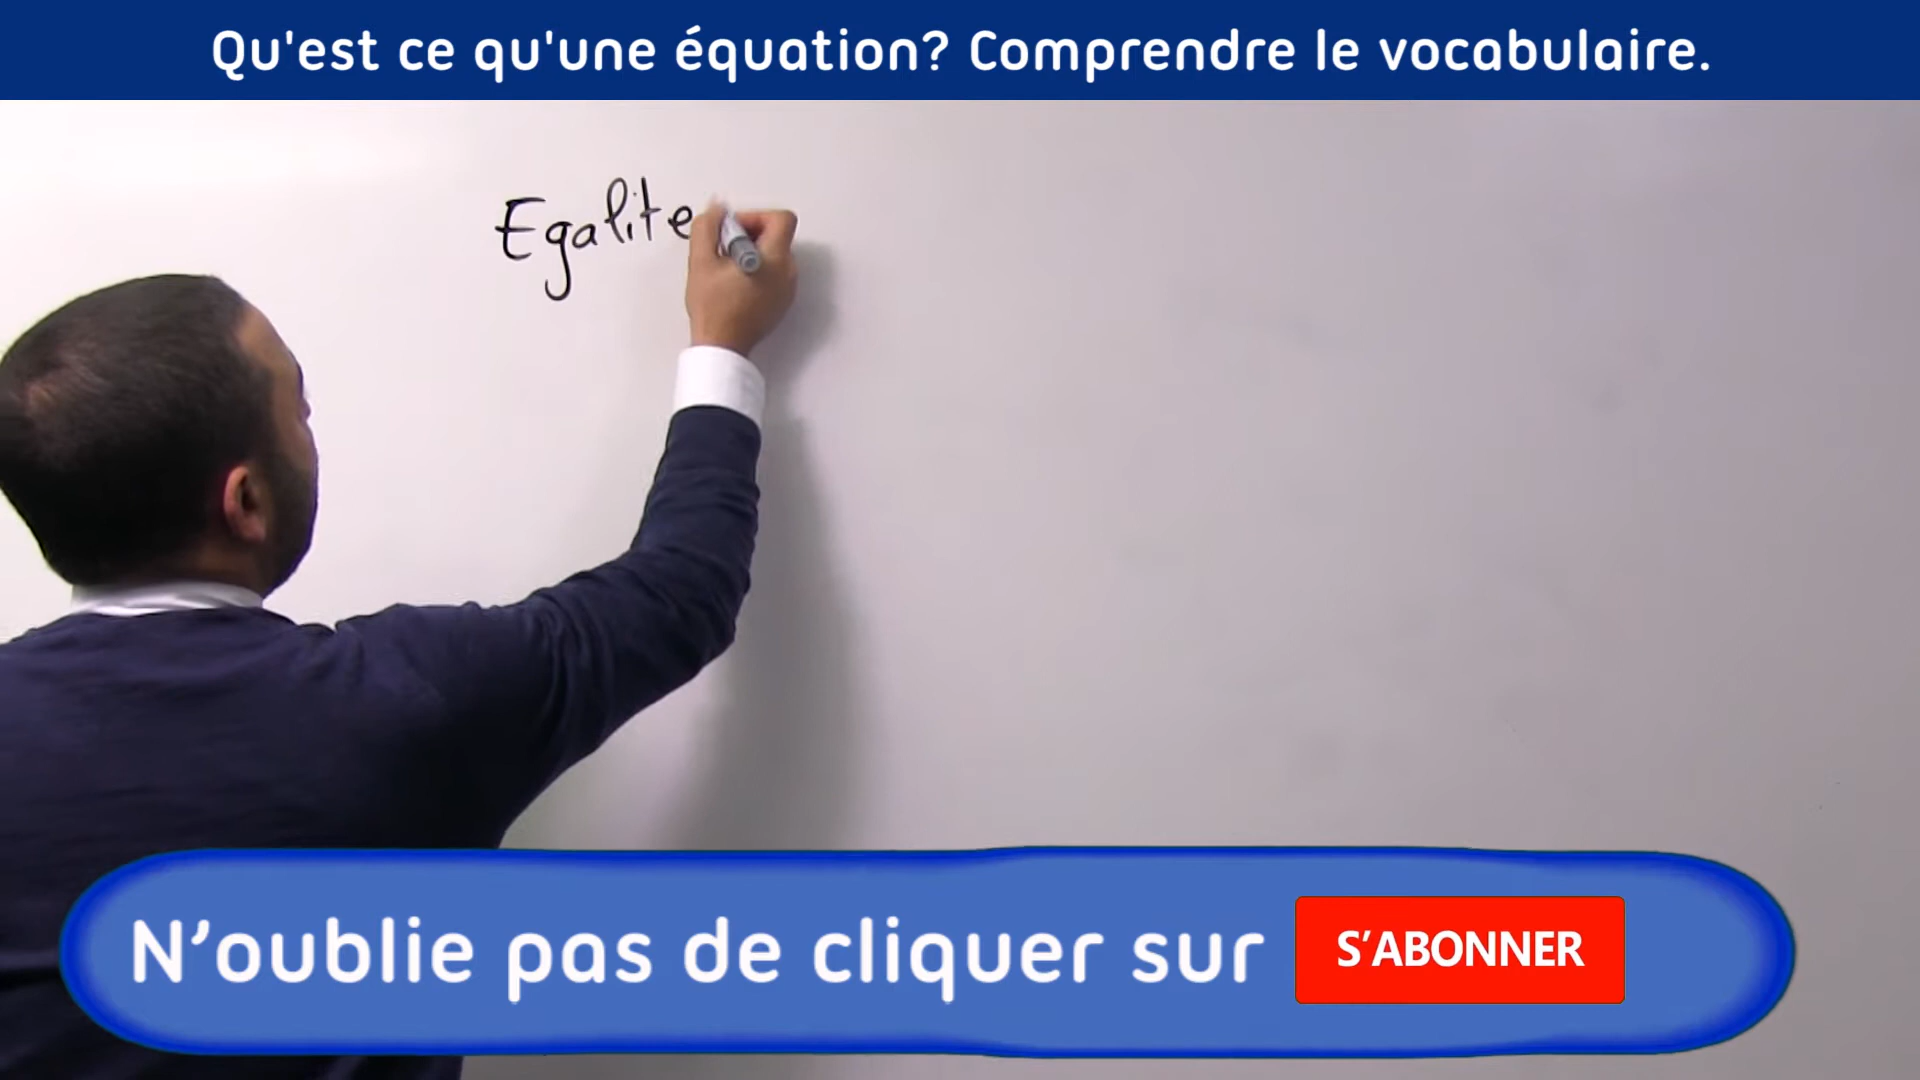 Qu'est ce qu'une équation? Comprendre le vocabulaire.
Egalite
N’oublie pas de cliquer sur
S’ABONNER